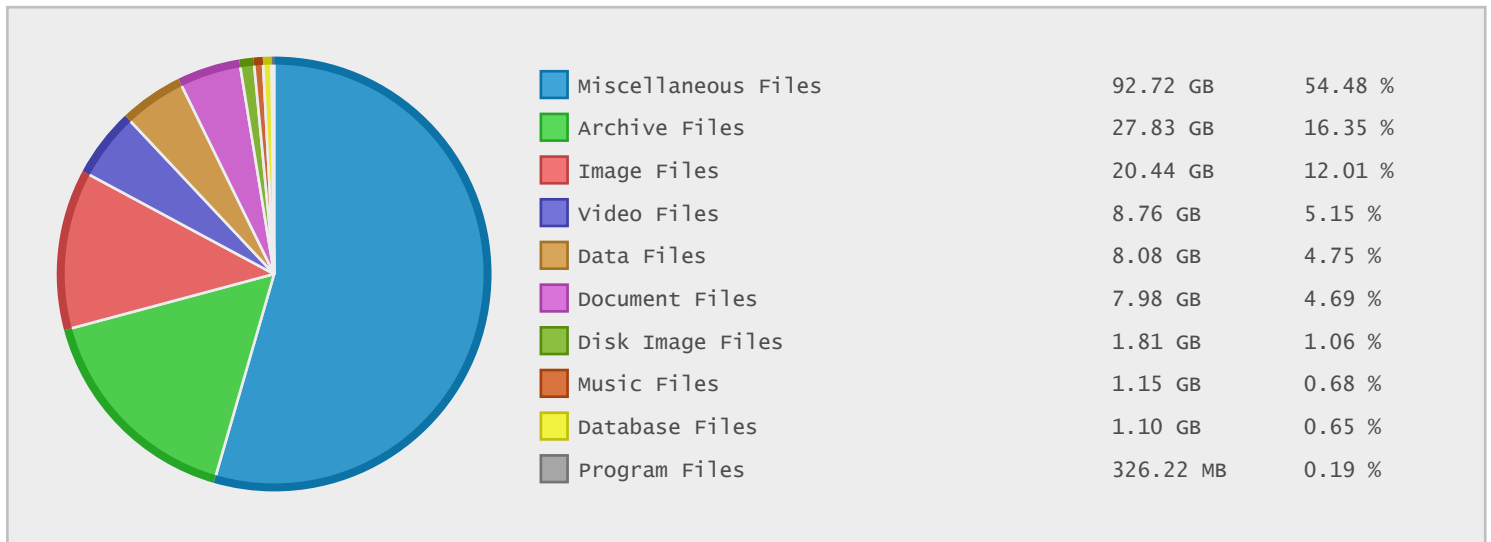 Miscellaneous Files 92.72 GB 54.48 %
Archive Files 27.83 GB 16.35 %
Image Files 20.44 GB 12.01 %
Video Files 8.76 GB 5.15 %
Data Files 8.08 GB 4.75 %
Document Files 7.98 GB 4.69 %
Disk Image Files 1.81 GB 1.06 %
Music Files 1.15 GB 0.68 %
Database Files 1.10 GB 0.65 %
Program Files 326.22 MB 0.19 %